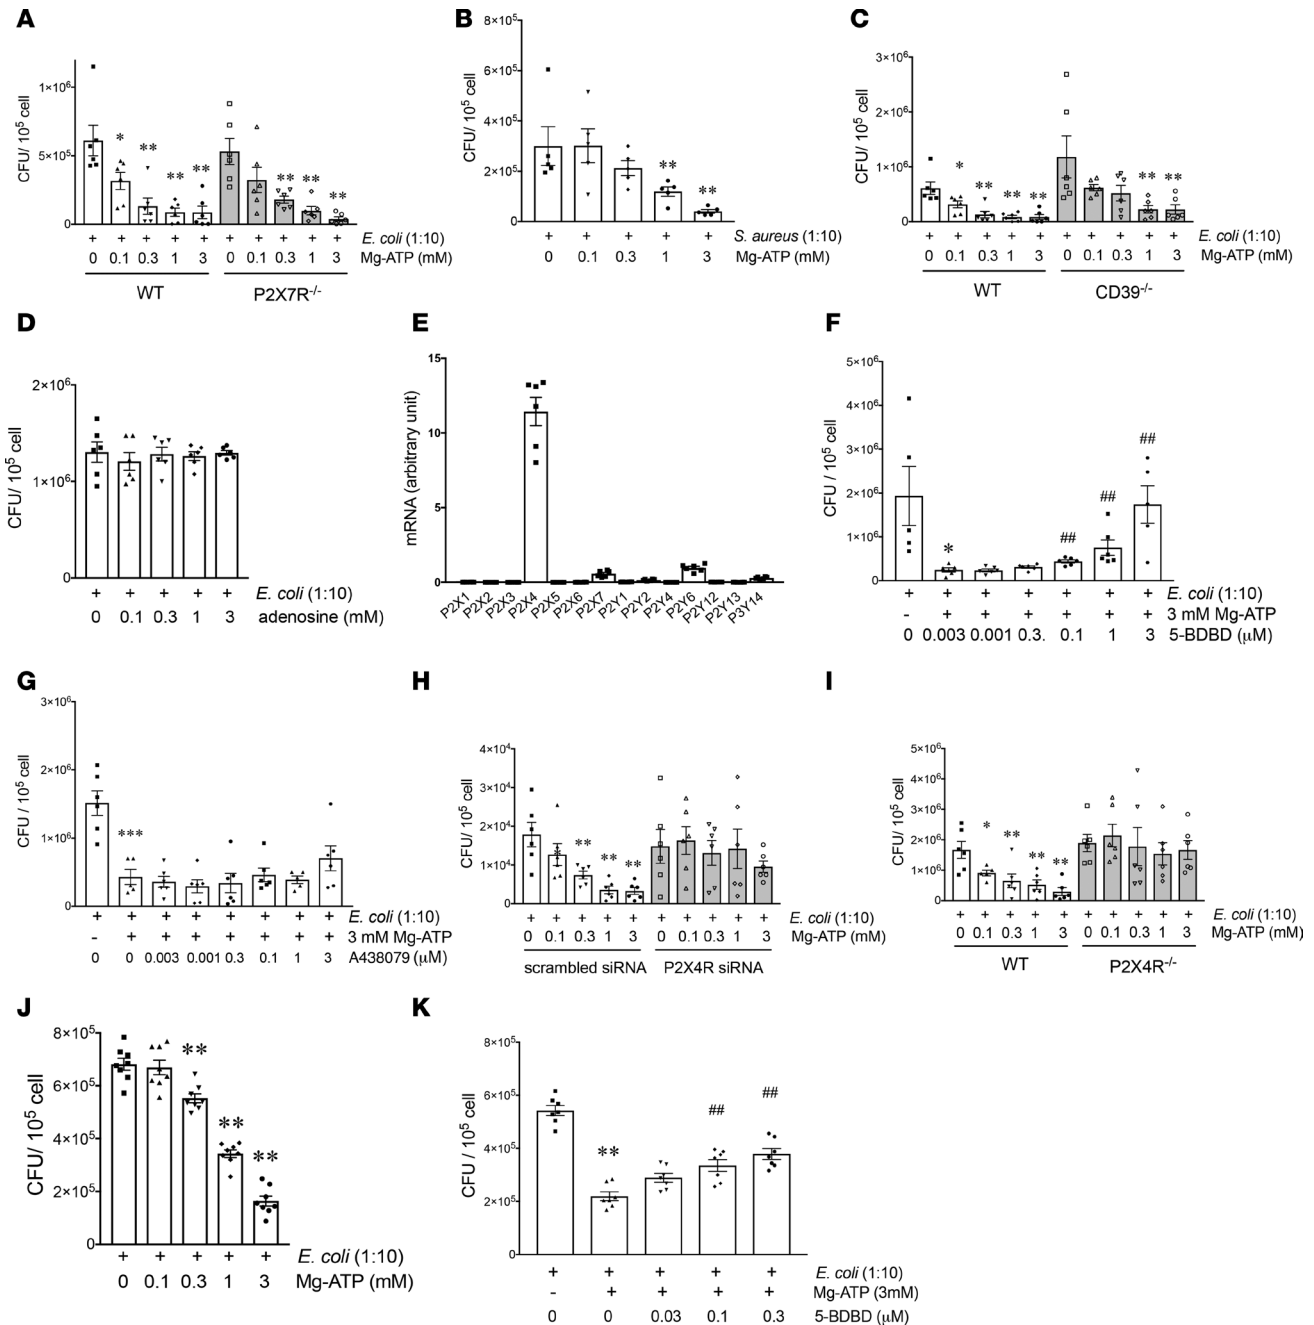 A
CFU/ 10⁵ cell
1×10⁶
5×10⁵
0
* ** ** ** ** ** ** **
+ + + + + + + + + + E. coli (1:10)
0 0.1 0.3 1 3 0 0.1 0.3 1 3 Mg-ATP (mM)
WT P2X7R-/-
B
CFU/ 10⁵ cell
8×10⁵
6×10⁵
4×10⁵
2×10⁵
0
** **
+ + + + + S. aureus (1:10)
0 0.1 0.3 1 3 Mg-ATP (mM)
C
CFU/ 10⁵ cell
3×10⁶
2×10⁶
1×10⁶
0
* ** ** ** ** **
+ + + + + + + + + + E. coli (1:10)
0 0.1 0.3 1 3 0 0.1 0.3 1 3 Mg-ATP (mM)
WT CD39-/-
D
CFU/ 10⁵ cell
2×10⁶
1×10⁶
0
+ + + + + E. coli (1:10)
0 0.1 0.3 1 3 adenosine (mM)
E
mRNA (arbitrary unit)
15
10
5
0
P2X1 P2X2 P2X3 P2X4 P2X5 P2X6 P2X7 P2Y1 P2Y2 P2Y4 P2Y6 P2Y12 P2Y13 P3Y14
F
CFU / 10⁵ cell
5×10⁶
4×10⁶
3×10⁶
2×10⁶
1×10⁶
0
* ## ## ##
+ + + + + + + E. coli (1:10)
- + + + + + + 3 mM Mg-ATP
0 0.003 0.001 0.3. 0.1 1 3 5-BDBD (μM)
G
CFU / 10⁵ cell
3×10⁶
2×10⁶
1×10⁶
0
***
+ + + + + + + + E. coli (1:10)
- + + + + + + + 3 mM Mg-ATP
0 0 0.003 0.001 0.3 0.1 1 3 A438079 (μM)
H
CFU/ 10⁵ cell
4×10⁴
3×10⁴
2×10⁴
1×10⁴
0
** ** **
+ + + + + + + + + + E. coli (1:10)
0 0.1 0.3 1 3 0 0.1 0.3 1 3 Mg-ATP (mM)
scrambled siRNA P2X4R siRNA
I
CFU / 10⁵ cell
5×10⁶
4×10⁶
3×10⁶
2×10⁶
1×10⁶
0
* ** ** **
+ + + + + + + + + + E. coli (1:10)
0 0.1 0.3 1 3 0 0.1 0.3 1 3 Mg-ATP (mM)
WT P2X4R-/-
J
CFU/ 10⁵ cell
8×10⁵
6×10⁵
4×10⁵
2×10⁵
0
** ** **
+ + + + + E. coli (1:10)
0 0.1 0.3 1 3 Mg-ATP (mM)
K
CFU / 10⁵ cell
8×10⁵
6×10⁵
4×10⁵
2×10⁵
0
** ## ##
+ + + + + E. coli (1:10)
- + + + + Mg-ATP (3mM)
0 0 0.03 0.1 0.3 5-BDBD (μM)